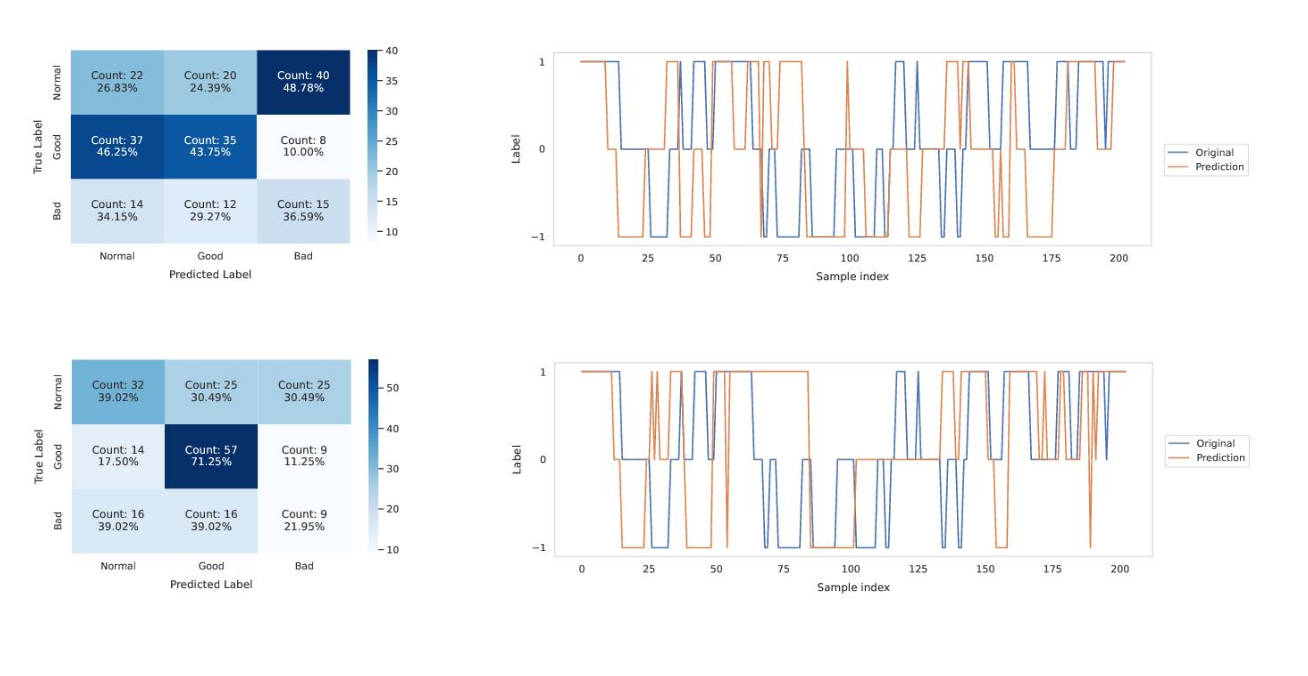 Count: 22
26.83%
Count: 20
24.39%
Count: 40
48.78%
Count: 37
46.25%
Count: 35
43.75%
Count: 8
10.00%
Count: 14
34.15%
Count: 12
29.27%
Count: 15
36.59%
Normal
Good
Bad
True Label
Normal Good Bad
Predicted Label
40
35
30
25
20
15
10
1
0
−1
Label
0 25 50 75 100 125 150 175 200
Sample index
Original
Prediction
Count: 32
39.02%
Count: 25
30.49%
Count: 25
30.49%
Count: 14
17.50%
Count: 57
71.25%
Count: 9
11.25%
Count: 16
39.02%
Count: 16
39.02%
Count: 9
21.95%
Normal
Good
Bad
True Label
Normal Good Bad
Predicted Label
50
40
30
20
10
1
0
−1
Label
0 25 50 75 100 125 150 175 200
Sample index
Original
Prediction